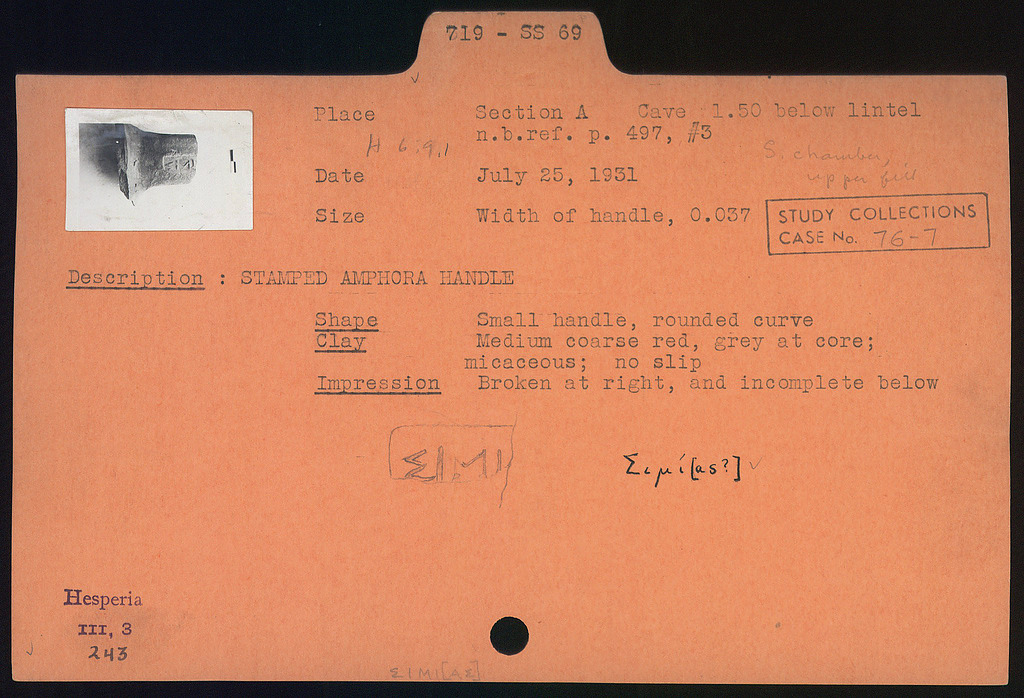 719 - SS 69
Place Section A Cave 1.50 below lintel
n.b.ref. p. 497, #3
H 6:9,1
S. chamber,
upper fill
Date July 25, 1931
Size Width of handle, 0.037
STUDY COLLECTIONS
CASE No. 76-7
Description : STAMPED AMPHORA HANDLE
Shape Small handle, rounded curve
Clay Medium coarse red, grey at core;
micaceous; no slip
Impression Broken at right, and incomplete below
ΣΙΜΙ
Σιμί[ας?]
Hesperia
III, 3
243
ΣΙΜΙ[ΑΣ]